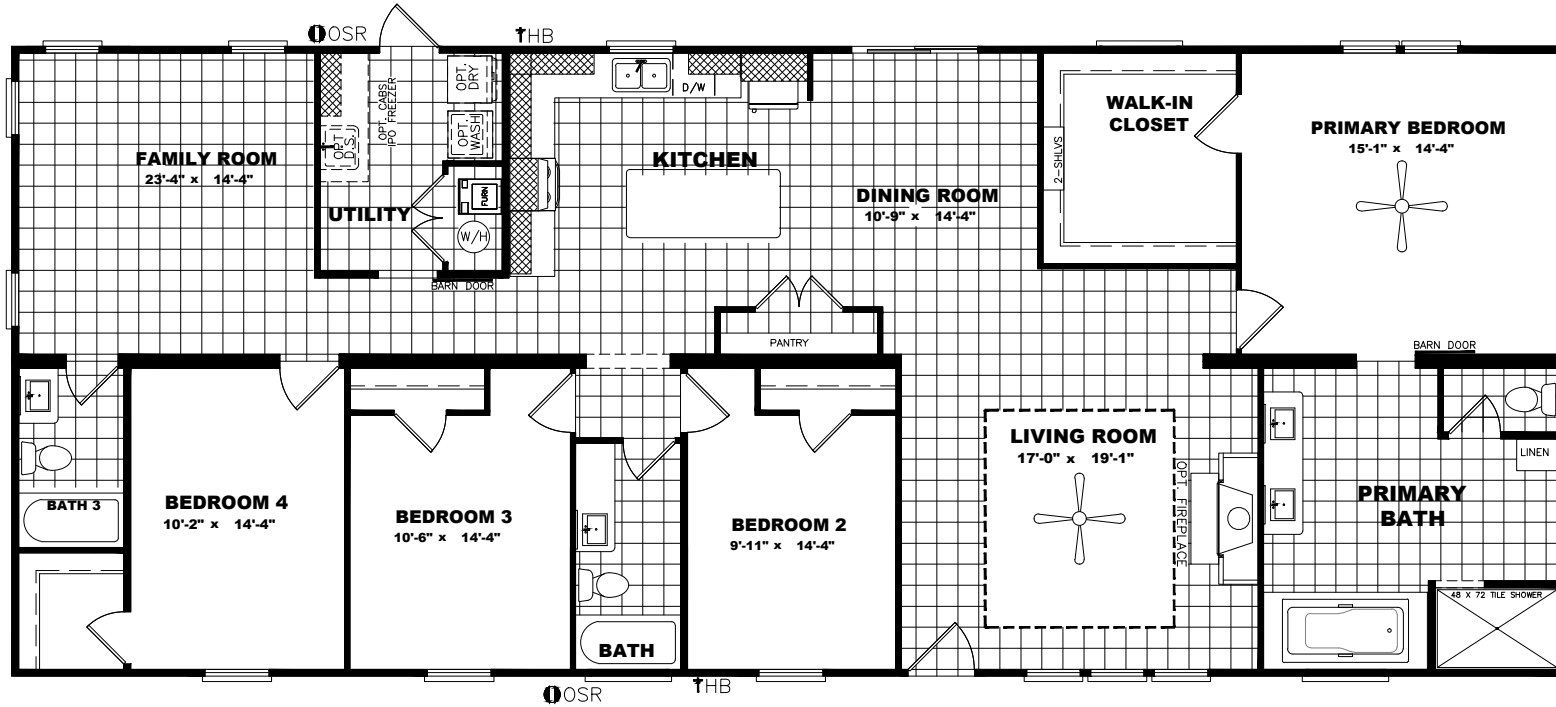 OSR
HB
OPT. DRY
OPT. WASH
OPT. CABS.
IPO FREEZER
OPT. D.S.
D/W
FAMILY ROOM
23'-4" x 14'-4"
UTILITY
FURN
W/H
BARN DOOR
KITCHEN
DINING ROOM
10'-9" x 14'-4"
PANTRY
WALK-IN
CLOSET
2-SHLVS
PRIMARY BEDROOM
15'-1" x 14'-4"
BARN DOOR
BATH 3
BEDROOM 4
10'-2" x 14'-4"
BEDROOM 3
10'-6" x 14'-4"
BATH
BEDROOM 2
9'-11" x 14'-4"
LIVING ROOM
17'-0" x 19'-1"
OPT. FIREPLACE
PRIMARY
BATH
LINEN
48 X 72 TILE SHOWER
OSR
HB